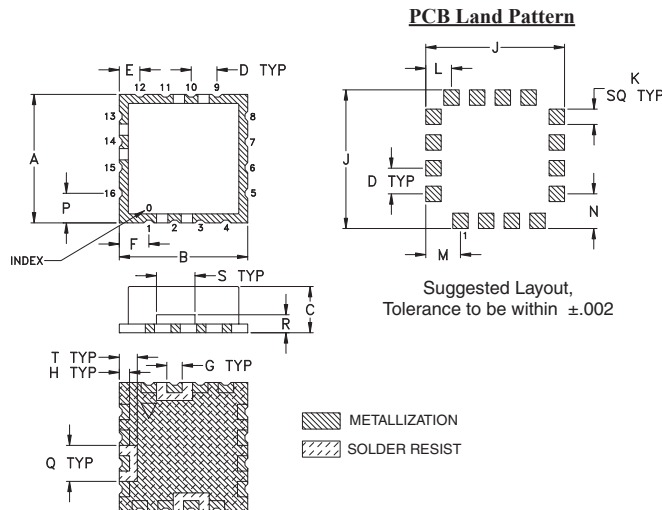 PCB Land Pattern
E
D TYP
12 11 10 9
13
14
15
16
8
7
6
5
A
P
0
1 2 3 4
F
INDEX
B
S TYP
C
R
T TYP
H TYP
G TYP
Q TYP
J
L
K
SQ TYP
J
D TYP
N
1
M
Suggested Layout,
Tolerance to be within ±.002
METALLIZATION
SOLDER RESIST